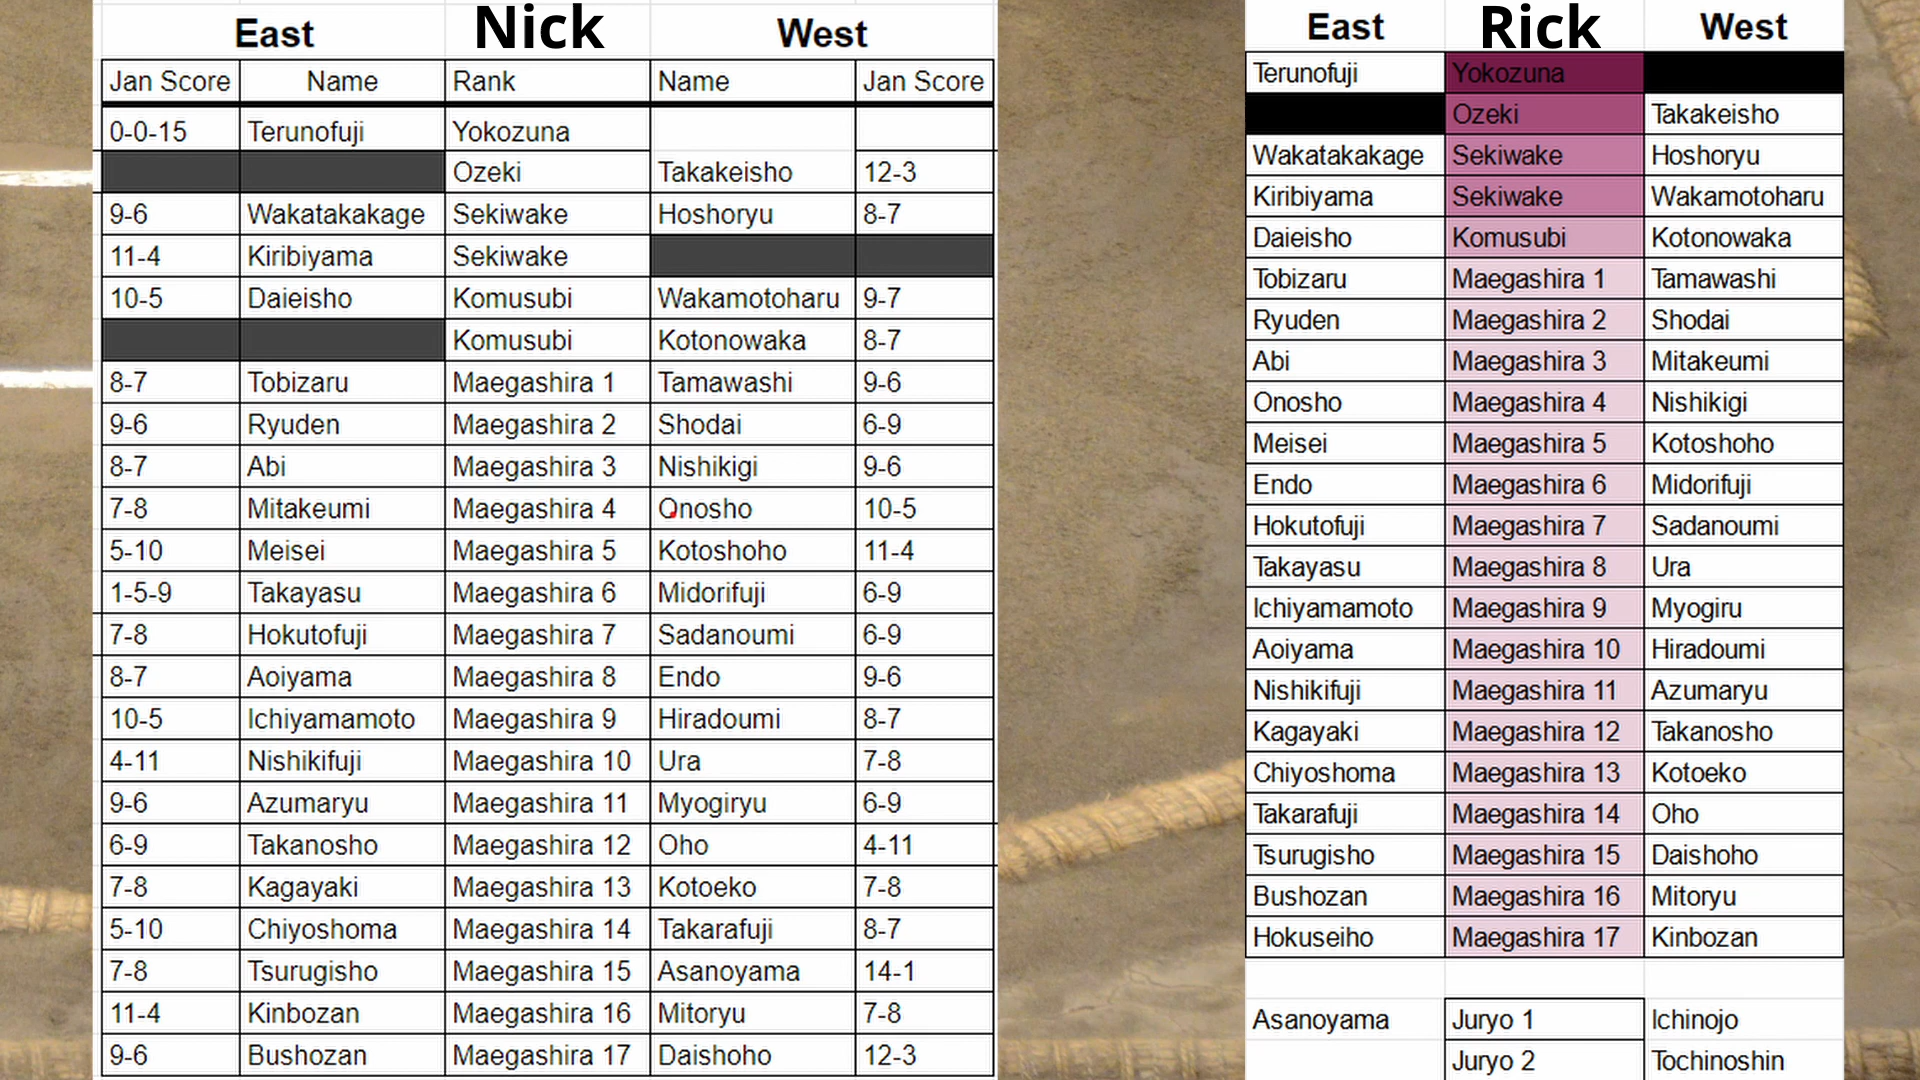 East Nick West
Jan Score Name Rank Name Jan Score
0-0-15 Terunofuji Yokozuna
Ozeki Takakeisho 12-3
9-6 Wakatakakage Sekiwake Hoshoryu 8-7
11-4 Kiribiyama Sekiwake
10-5 Daieisho Komusubi Wakamotoharu 9-7
Komusubi Kotonowaka 8-7
8-7 Tobizaru Maegashira 1 Tamawashi 9-6
9-6 Ryuden Maegashira 2 Shodai 6-9
8-7 Abi Maegashira 3 Nishikigi 9-6
7-8 Mitakeumi Maegashira 4 Onosho 10-5
5-10 Meisei Maegashira 5 Kotoshoho 11-4
1-5-9 Takayasu Maegashira 6 Midorifuji 6-9
7-8 Hokutofuji Maegashira 7 Sadanoumi 6-9
8-7 Aoiyama Maegashira 8 Endo 9-6
10-5 Ichiyamamoto Maegashira 9 Hiradoumi 8-7
4-11 Nishikifuji Maegashira 10 Ura 7-8
9-6 Azumaryu Maegashira 11 Myogiryu 6-9
6-9 Takanosho Maegashira 12 Oho 4-11
7-8 Kagayaki Maegashira 13 Kotoeko 7-8
5-10 Chiyoshoma Maegashira 14 Takarafuji 8-7
7-8 Tsurugisho Maegashira 15 Asanoyama 14-1
11-4 Kinbozan Maegashira 16 Mitoryu 7-8
9-6 Bushozan Maegashira 17 Daishoho 12-3
East Rick West
Terunofuji Yokozuna
Ozeki Takakeisho
Wakatakakage Sekiwake Hoshoryu
Kiribiyama Sekiwake Wakamotoharu
Daieisho Komusubi Kotonowaka
Tobizaru Maegashira 1 Tamawashi
Ryuden Maegashira 2 Shodai
Abi Maegashira 3 Mitakeumi
Onosho Maegashira 4 Nishikigi
Meisei Maegashira 5 Kotoshoho
Endo Maegashira 6 Midorifuji
Hokutofuji Maegashira 7 Sadanoumi
Takayasu Maegashira 8 Ura
Ichiyamamoto Maegashira 9 Myogiru
Aoiyama Maegashira 10 Hiradoumi
Nishikifuji Maegashira 11 Azumaryu
Kagayaki Maegashira 12 Takanosho
Chiyoshoma Maegashira 13 Kotoeko
Takarafuji Maegashira 14 Oho
Tsurugisho Maegashira 15 Daishoho
Bushozan Maegashira 16 Mitoryu
Hokuseiho Maegashira 17 Kinbozan
Asanoyama Juryo 1 Ichinojo
Juryo 2 Tochinoshin